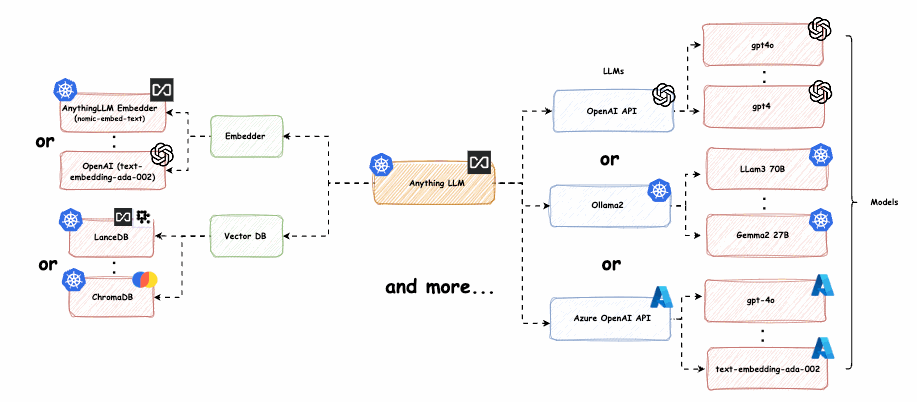 AnythingLLM Embedder
(nomic-embed-text)
or
OpenAI (text-
embedding-ada-002)
Embedder
LanceDB
or
ChromaDB
Vector DB
Anything LLM
and more...
LLMs
OpenAI API
or
Ollama2
or
Azure OpenAI API
gpt4o
gpt4
LLam3 70B
Gemma2 27B
gpt-4o
text-embedding-ada-002
Models